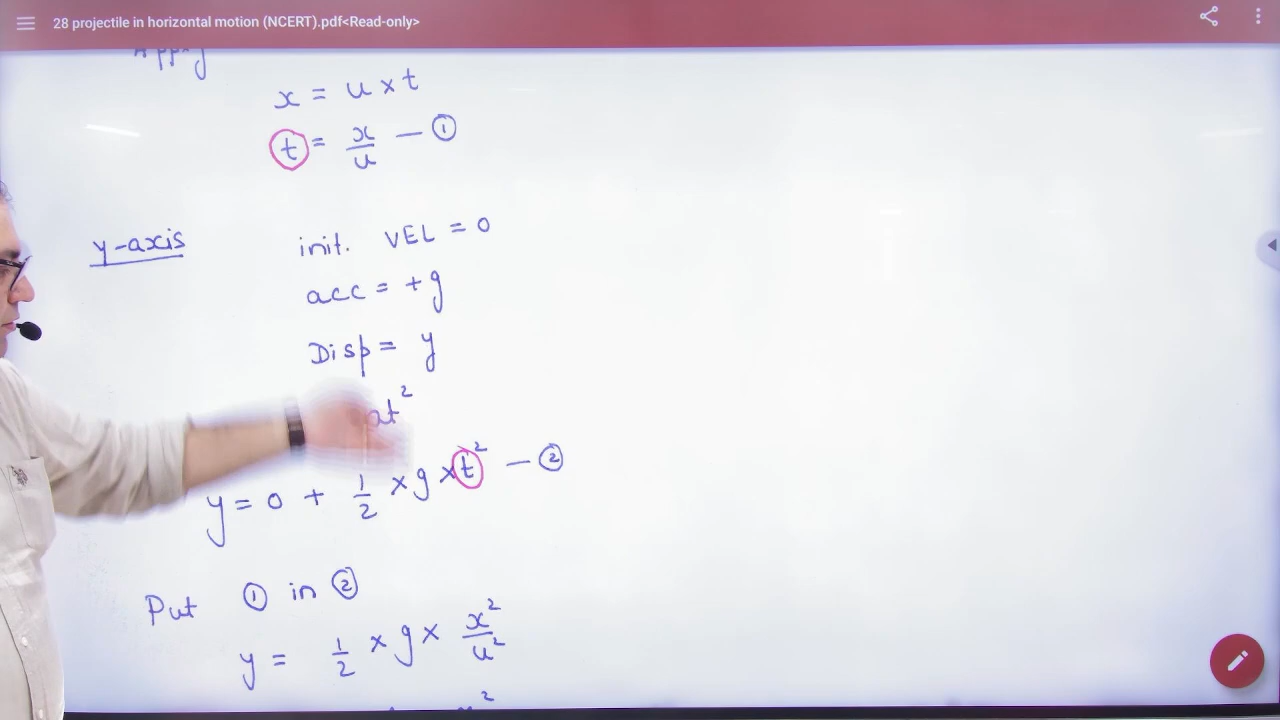 28 projectile in horizontal motion (NCERT).pdf<Read-only>
x = u × t
t = x/u — ①
y-axis
init. VEL = 0
acc = +g
Disp = y
at²
y = 0 + 1/2 × g × t² — ②
Put ① in ②
y = 1/2 × g × x²/u²